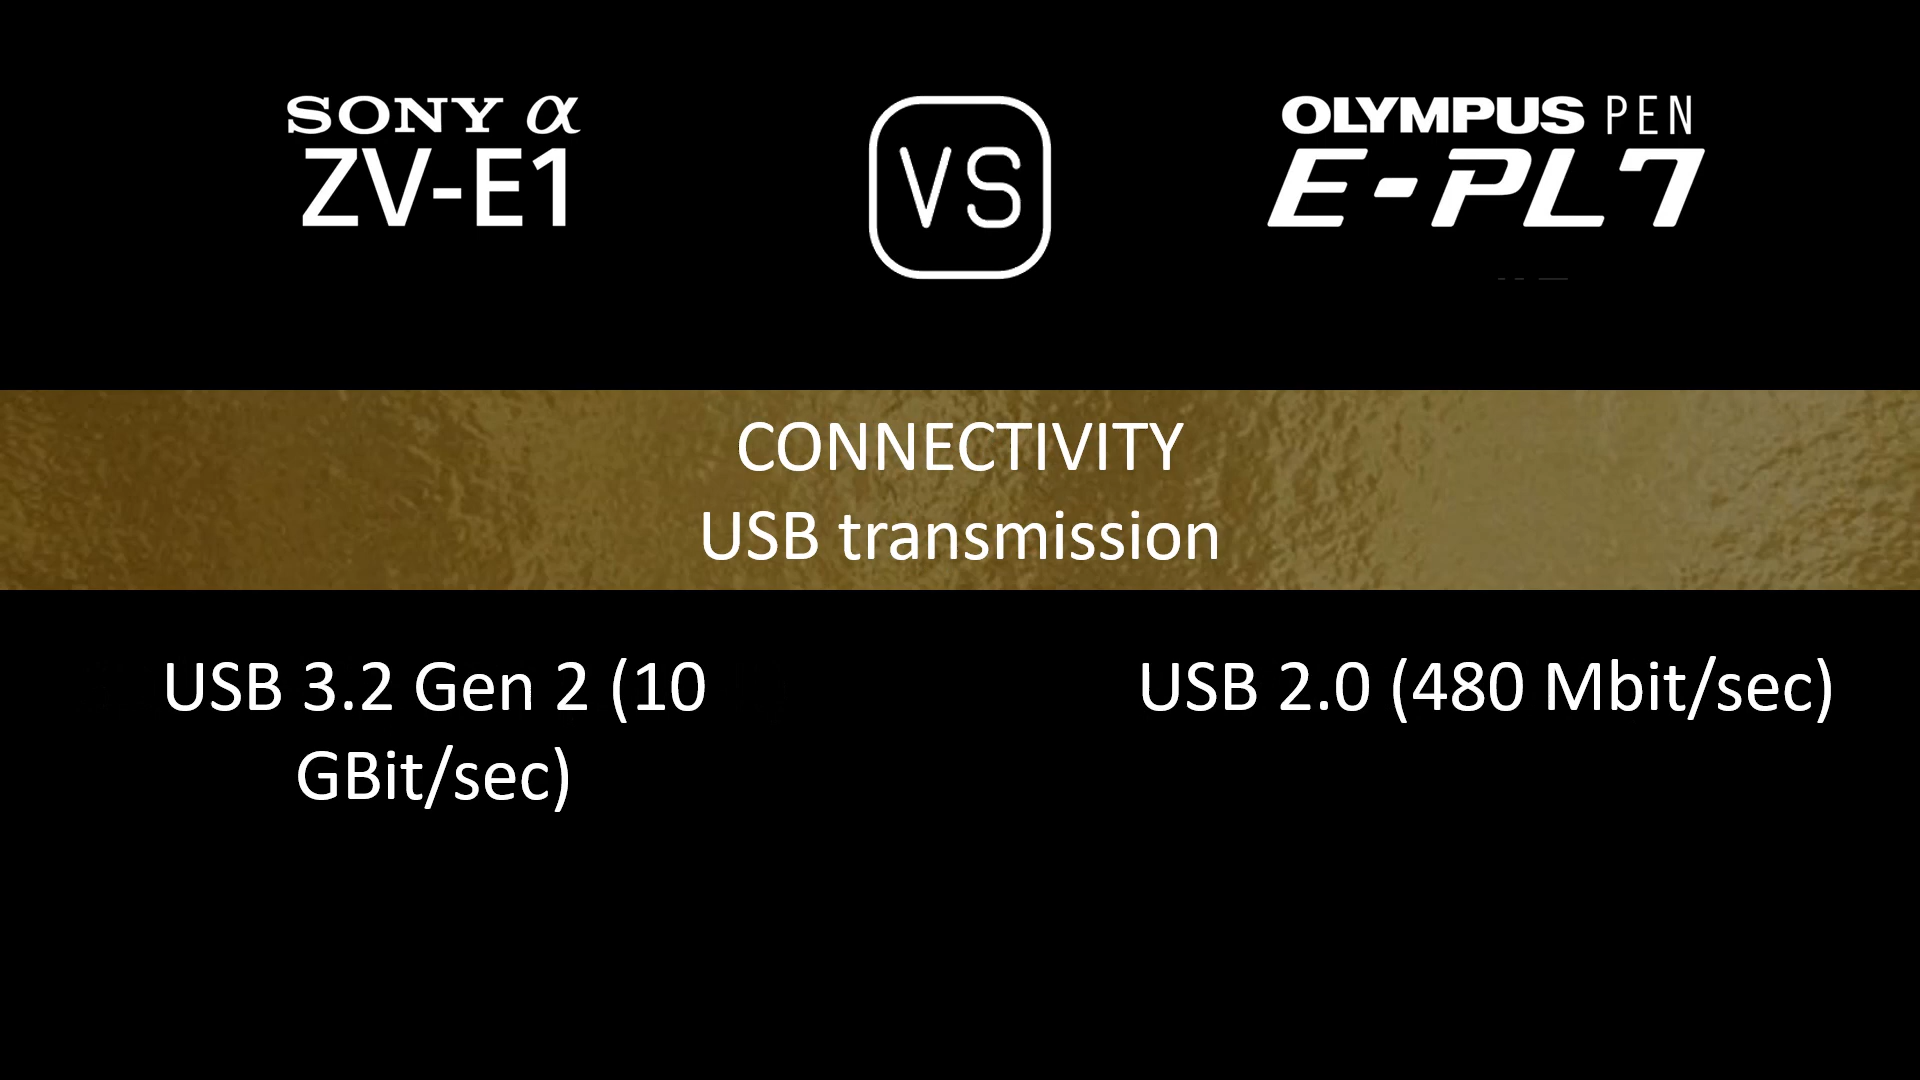 SONY α
ZV-E1
VS
OLYMPUS PEN
E-PL7
CONNECTIVITY
USB transmission
USB 3.2 Gen 2 (10
GBit/sec)
USB 2.0 (480 Mbit/sec)